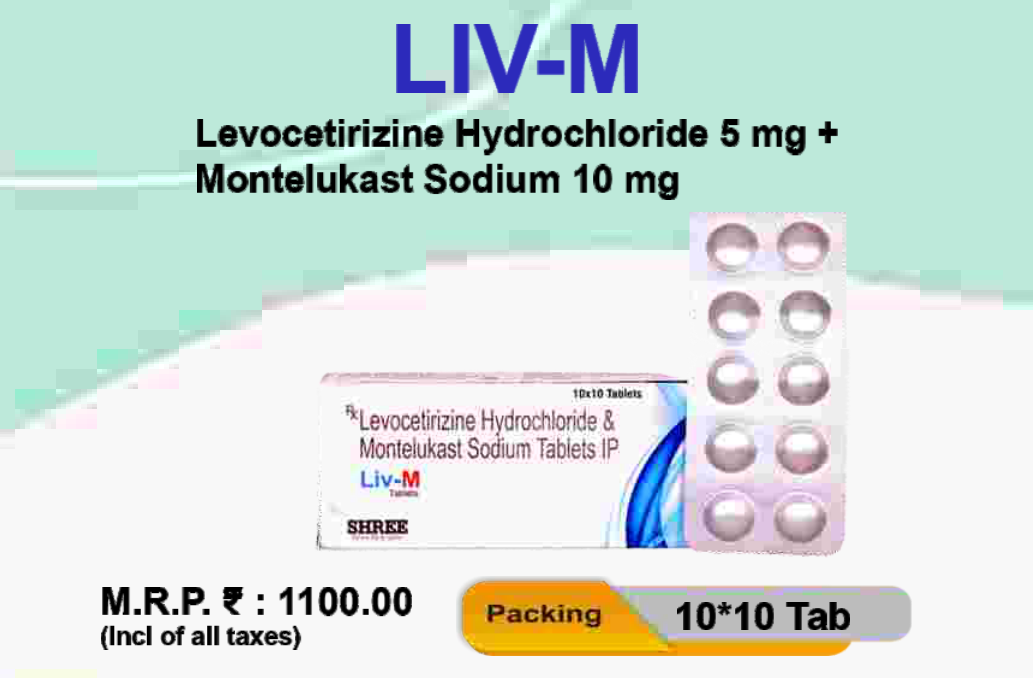 LIV-M
Levocetirizine Hydrochloride 5 mg +
Montelukast Sodium 10 mg
10x10 Tablets
Rx Levocetirizine Hydrochloride &
Montelukast Sodium Tablets IP
Liv-M
Tablets
SHREE
M.R.P. ₹ : 1100.00
(Incl of all taxes)
Packing
10*10 Tab